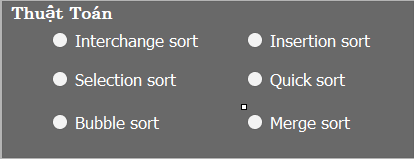 Thuật Toán
Interchange sort Insertion sort
Selection sort Quick sort
Bubble sort Merge sort